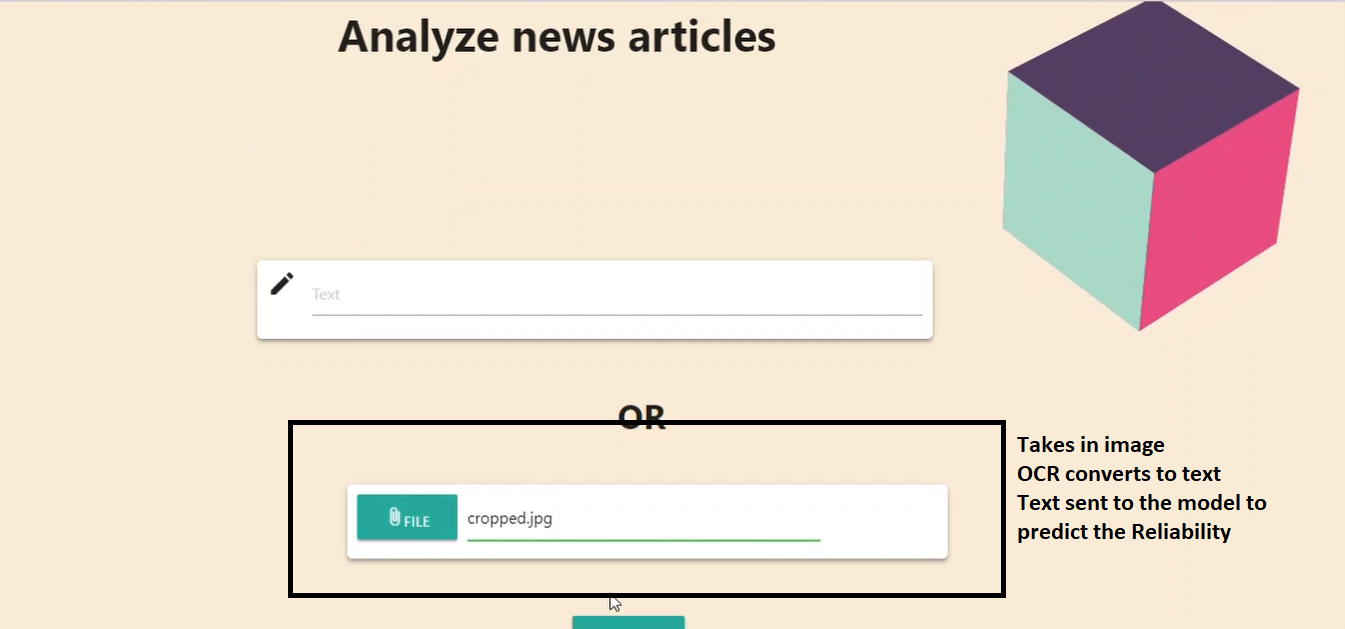 Analyze news articles
Text
OR
FILE cropped.jpg
Takes in image
OCR converts to text
Text sent to the model to
predict the Reliability